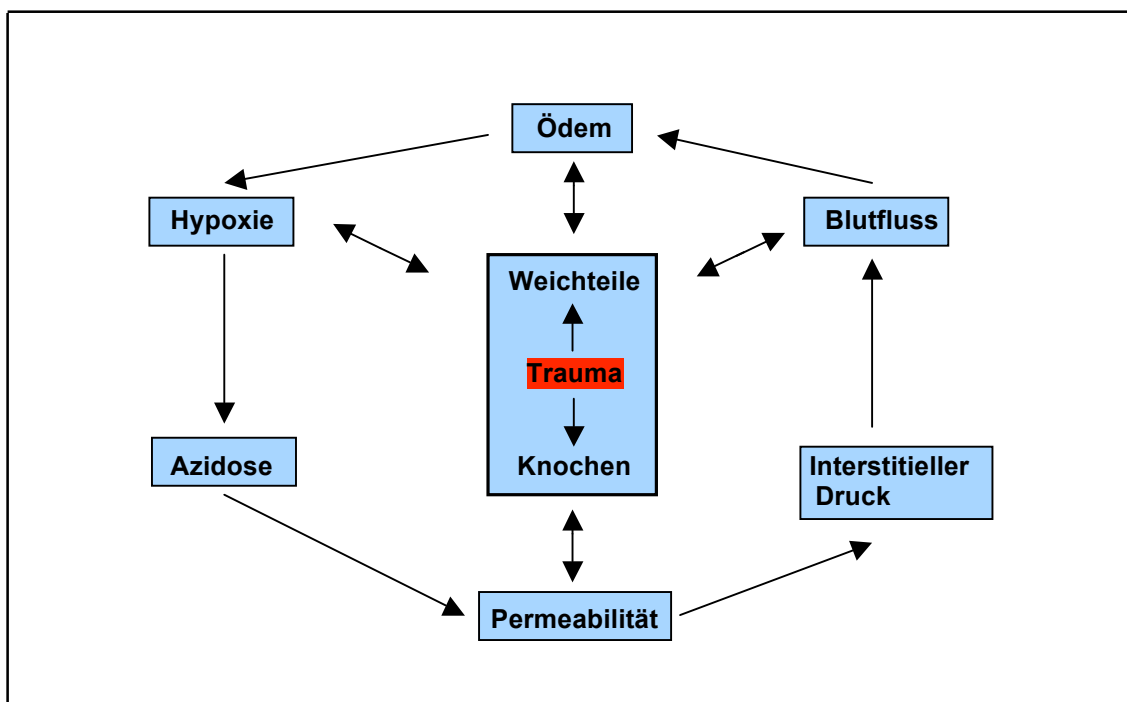 Ödem
Hypoxie
Blutfluss
Weichteile
Trauma
Knochen
Azidose
Interstitieller
Druck
Permeabilität